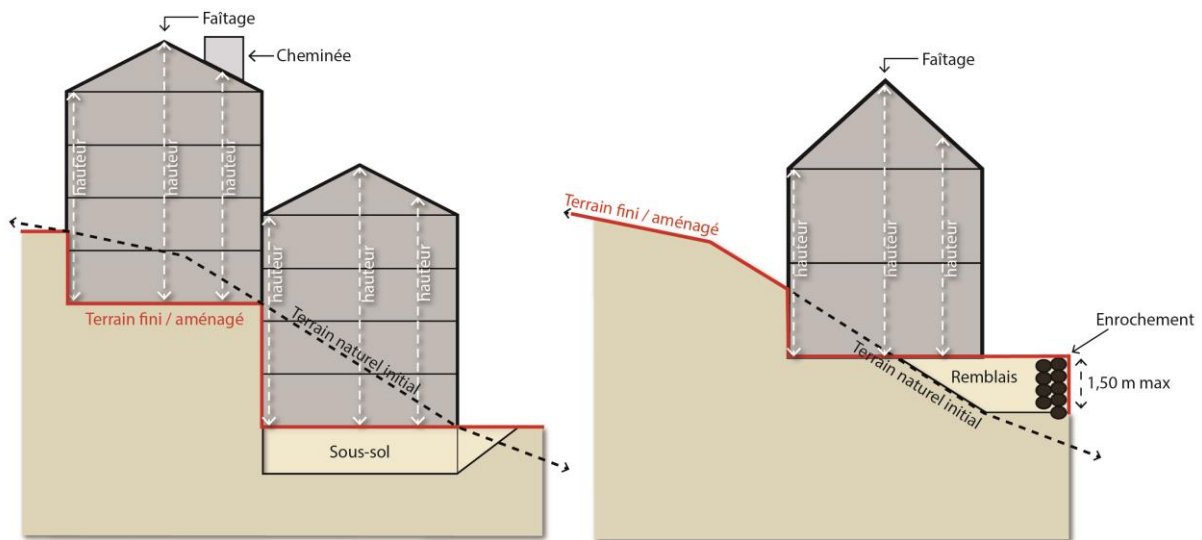 Faîtage
Cheminée
hauteur
hauteur
hauteur
hauteur
hauteur
hauteur
Terrain fini / aménagé
Terrain naturel initial
Sous-sol
Faîtage
Terrain fini / aménagé
hauteur
hauteur
hauteur
Enrochement
Remblais
1,50 m max
Terrain naturel initial